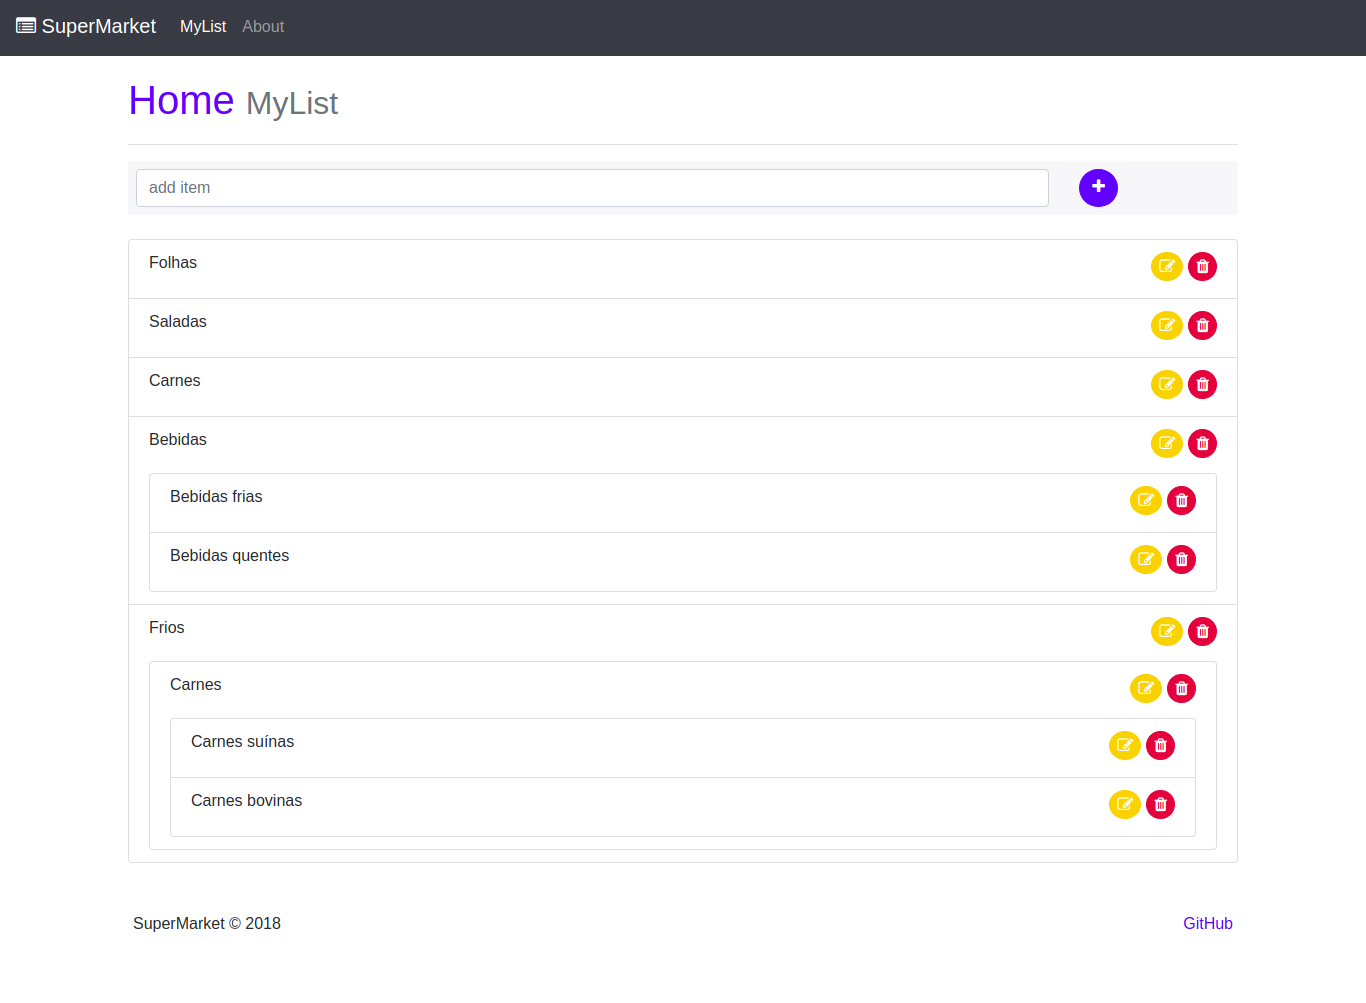 SuperMarket MyList About
Home MyList
add item
Folhas
Saladas
Carnes
Bebidas
Bebidas frias
Bebidas quentes
Frios
Carnes
Carnes suínas
Carnes bovinas
SuperMarket © 2018 GitHub